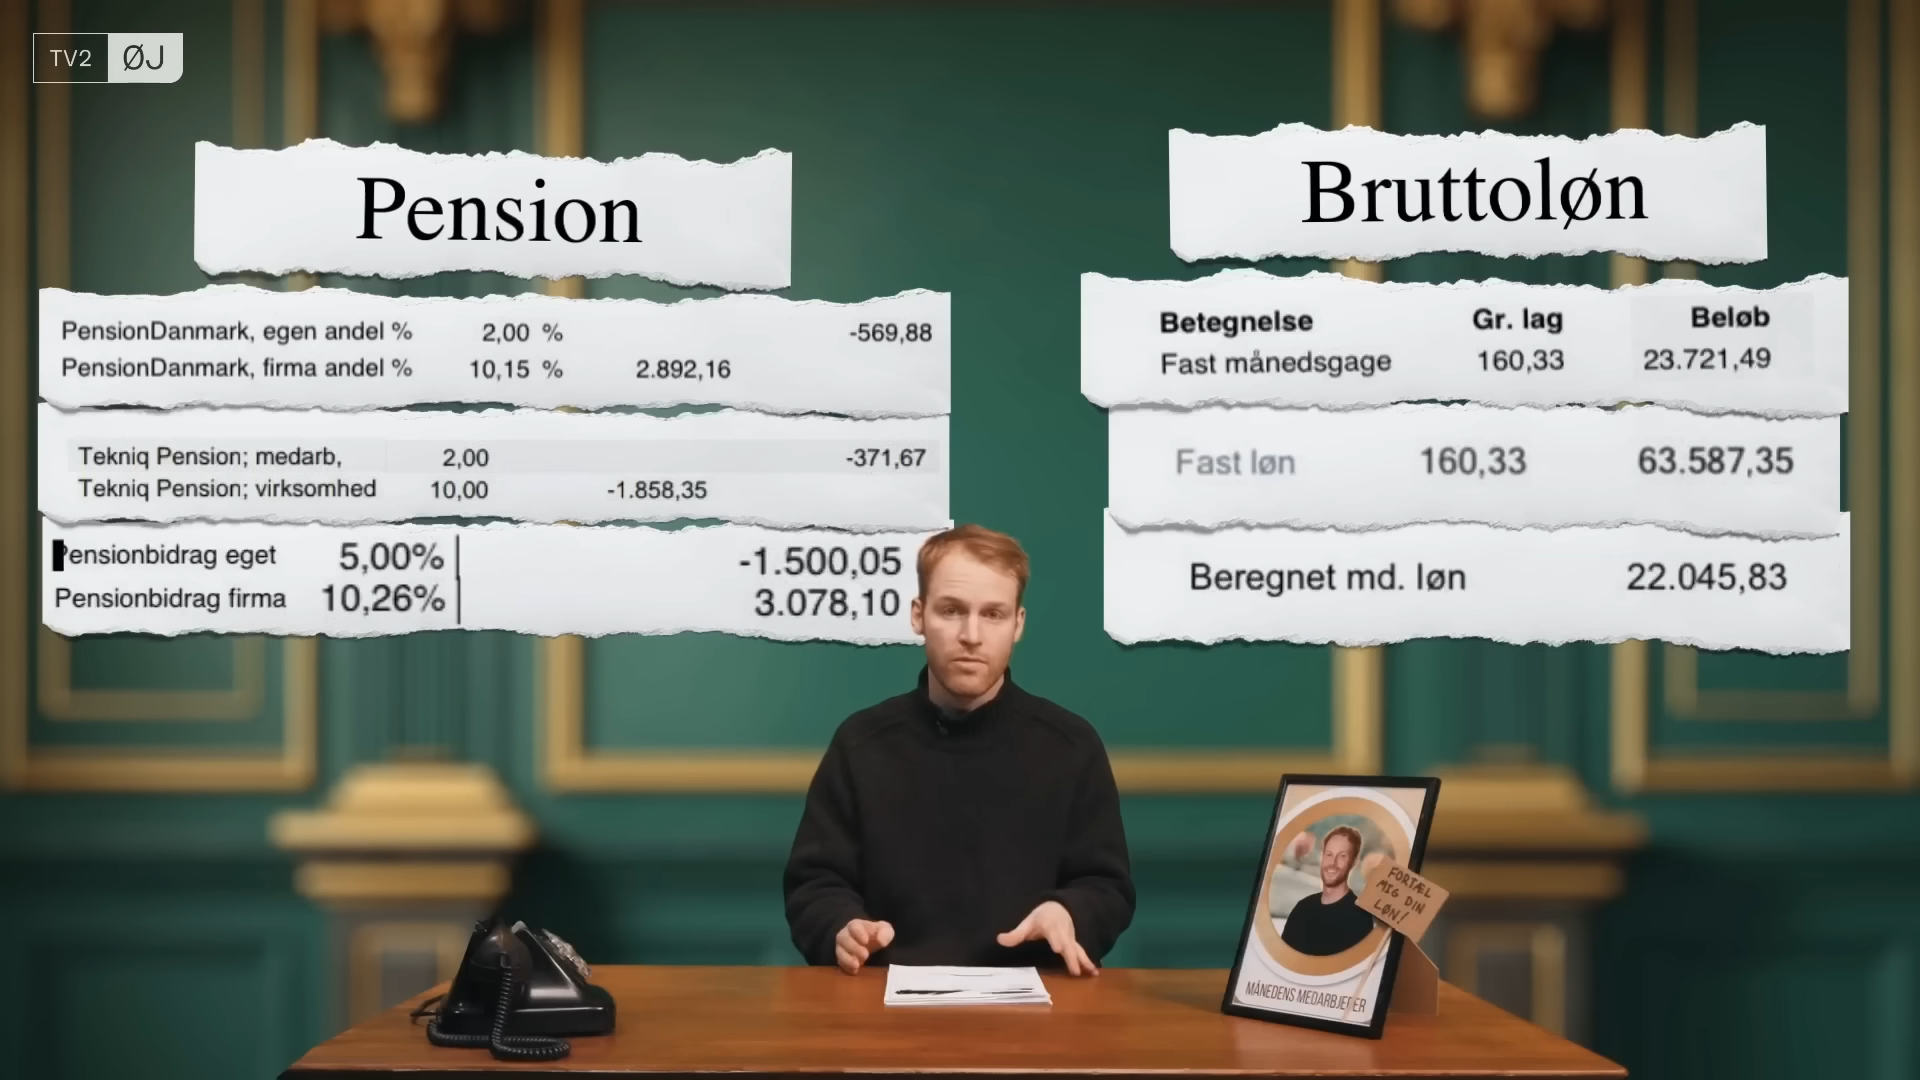 TV2 ØJ
Pension
PensionDanmark, egen andel % 2,00 % -569,88
PensionDanmark, firma andel % 10,15 % 2.892,16
Tekniq Pension; medarb, 2,00 -371,67
Tekniq Pension; virksomhed 10,00 -1.858,35
Pensionbidrag eget 5,00% -1.500,05
Pensionbidrag firma 10,26% 3.078,10
Bruttoløn
Betegnelse Gr. lag Beløb
Fast månedsgage 160,33 23.721,49
Fast løn 160,33 63.587,35
Beregnet md. løn 22.045,83
FORTÆL
MIG DIN
LØN!
MÅNEDENS MEDARBJEDER